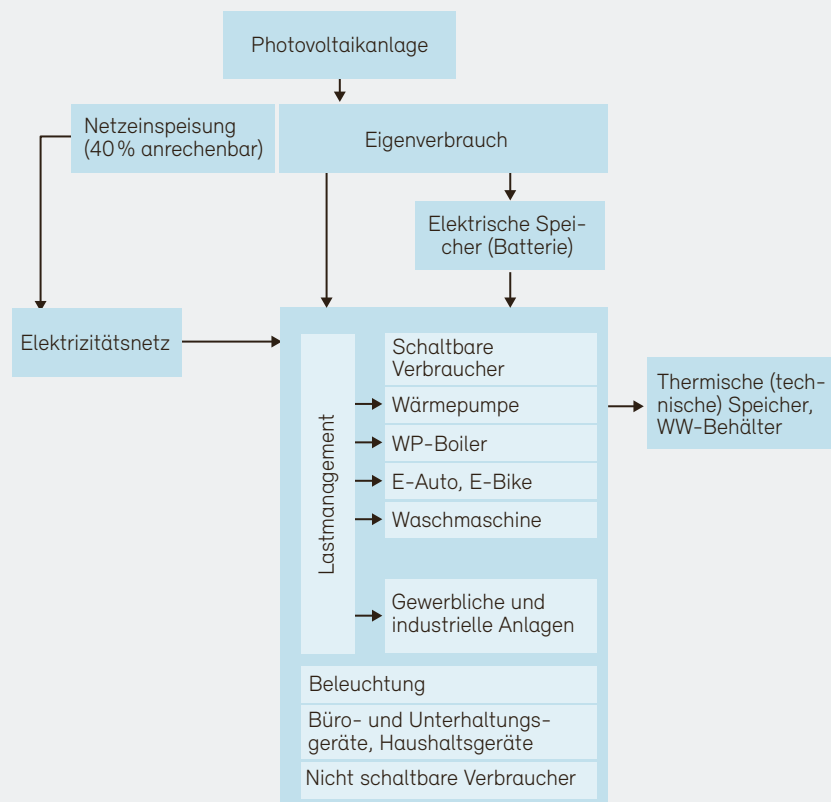 Photovoltaikanlage
Netzeinspeisung
(40 % anrechenbar)
Eigenverbrauch
Elektrische Spei-
cher (Batterie)
Elektrizitätsnetz
Lastmanagement
Schaltbare
Verbraucher
Wärmepumpe
WP-Boiler
E-Auto, E-Bike
Waschmaschine
Gewerbliche und
industrielle Anlagen
Thermische (tech-
nische) Speicher,
WW-Behälter
Beleuchtung
Büro- und Unterhaltungs-
geräte, Haushaltsgeräte
Nicht schaltbare Verbraucher